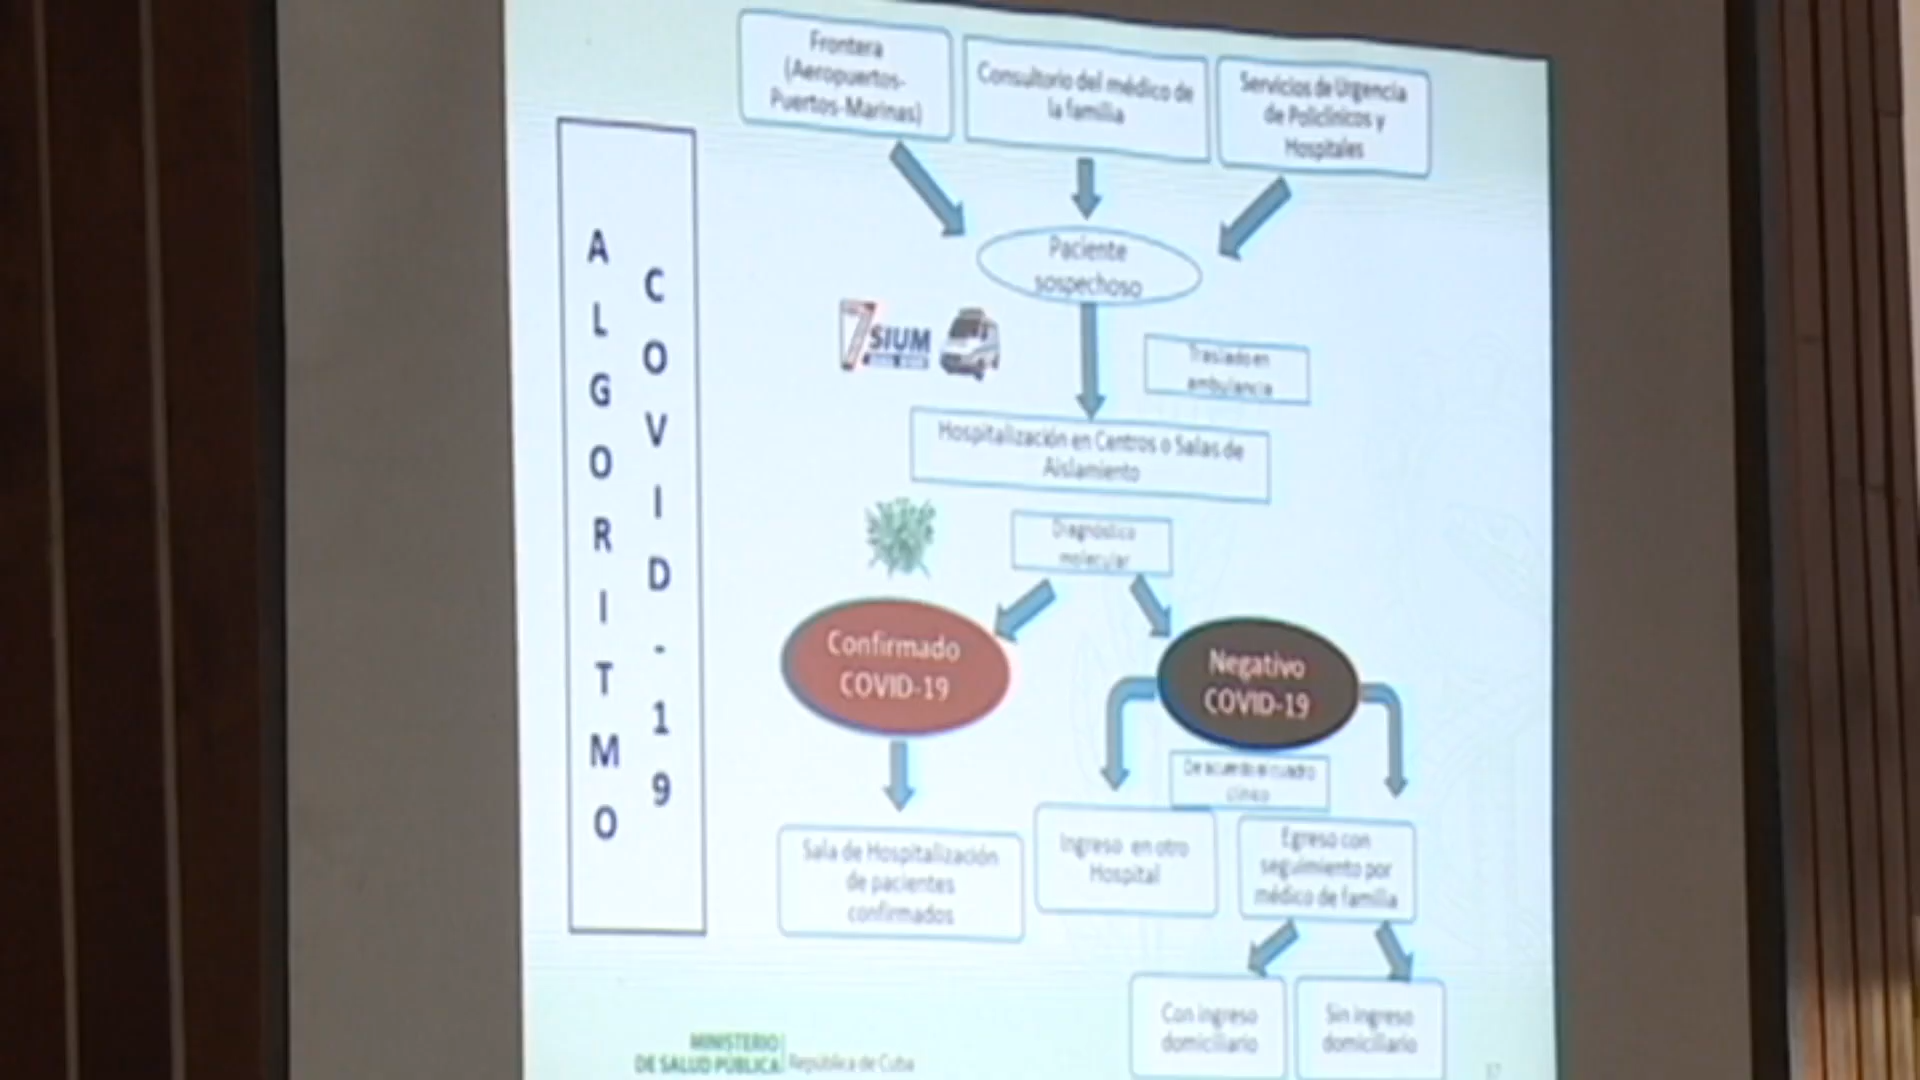 Frontera
(Aeropuertos-
Puertos-Marinas)
Consultorio del médico de
la familia
Servicios de Urgencia
de Policlínicos y
Hospitales
ALGORITMO
COVID-19
Paciente
sospechoso
SIUM
Traslado en
ambulancia
Hospitalización en Centros o Salas de
Aislamiento
Diagnóstico
molecular
Confirmado
COVID-19
Negativo
COVID-19
De acuerdo al cuadro
clínico
Sala de Hospitalización
de pacientes
confirmados
Ingreso en otro
Hospital
Egreso con
seguimiento por
médico de familia
Con ingreso
domiciliario
Sin ingreso
domiciliario
MINISTERIO
DE SALUD PÚBLICA
República de Cuba